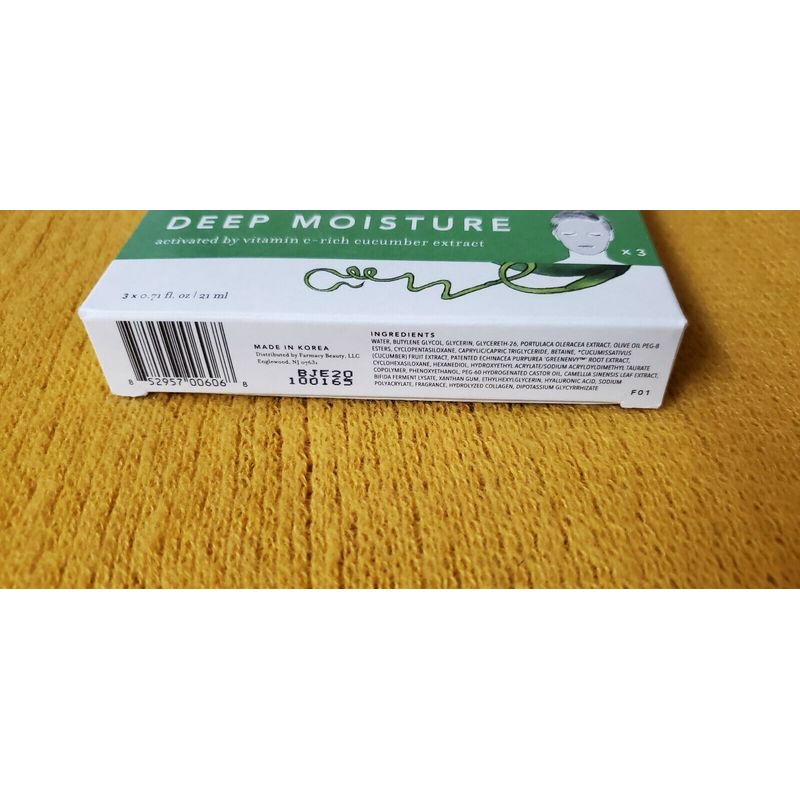 DEEP MOISTURE
activated by vitamin c-rich cucumber extract
x 3
3 x 0.71 fl. oz | 21 ml
8 52957 00606 8
MADE IN KOREA
Distributed by Farmacy Beauty, LLC
Englewood, NJ 07631
BJE20
100165
INGREDIENTS
WATER, BUTYLENE GLYCOL, GLYCERIN, GLYCERETH-26, PORTULACA OLERACEA EXTRACT, OLIVE OIL PEG-8
ESTERS, CYCLOPENTASILOXANE, CAPRYLIC/CAPRIC TRIGLYCERIDE, BETAINE, *CUCUMISSATIVUS
(CUCUMBER) FRUIT EXTRACT, PATENTED ECHINACEA PURPUREA "GREENENVY™" ROOT EXTRACT,
CYCLOHEXASILOXANE, HEXANEDIOL, HYDROXYETHYL ACRYLATE/SODIUM ACRYLOYLDIMETHYL TAURATE
COPOLYMER, PHENOXYETHANOL, PEG-60 HYDROGENATED CASTOR OIL, CAMELLIA SINENSIS LEAF EXTRACT,
BIFIDA FERMENT LYSATE, XANTHAN GUM, ETHYLHEXYLGLYCERIN, HYALURONIC ACID, SODIUM
POLYACRYLATE, FRAGRANCE, HYDROLYZED COLLAGEN, DIPOTASSIUM GLYCYRRHIZATE
F01